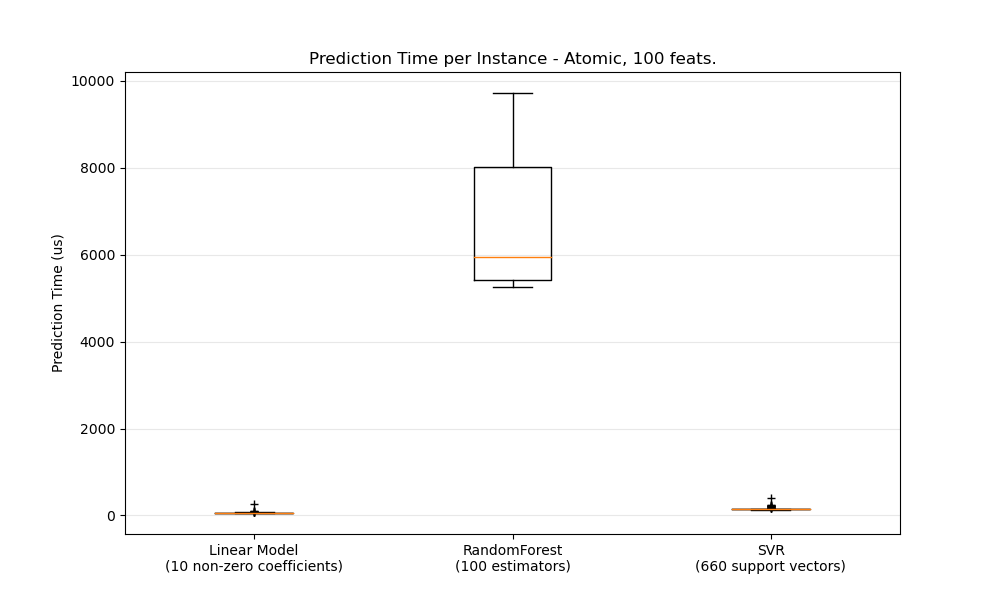 Prediction Time per Instance - Atomic, 100 feats.
Prediction Time (us)
10000
8000
6000
4000
2000
0
Linear Model
(10 non-zero coefficients)
RandomForest
(100 estimators)
SVR
(660 support vectors)